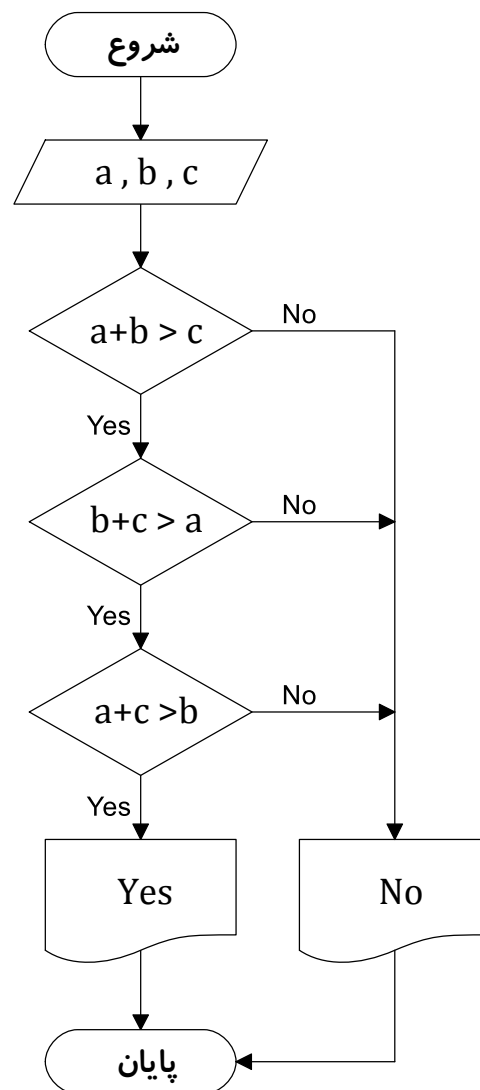 شروع
a , b , c
a+b > c
No
Yes
b+c > a
No
Yes
a+c >b
No
Yes
Yes
No
پایان